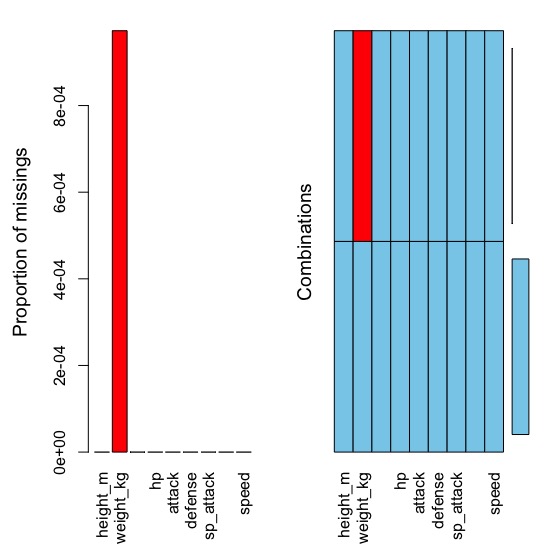 Proportion of missings
8e-04
6e-04
4e-04
2e-04
0e+00
height_m
weight_kg
hp
attack
defense
sp_attack
speed
Combinations
height_m
weight_kg
hp
attack
defense
sp_attack
speed